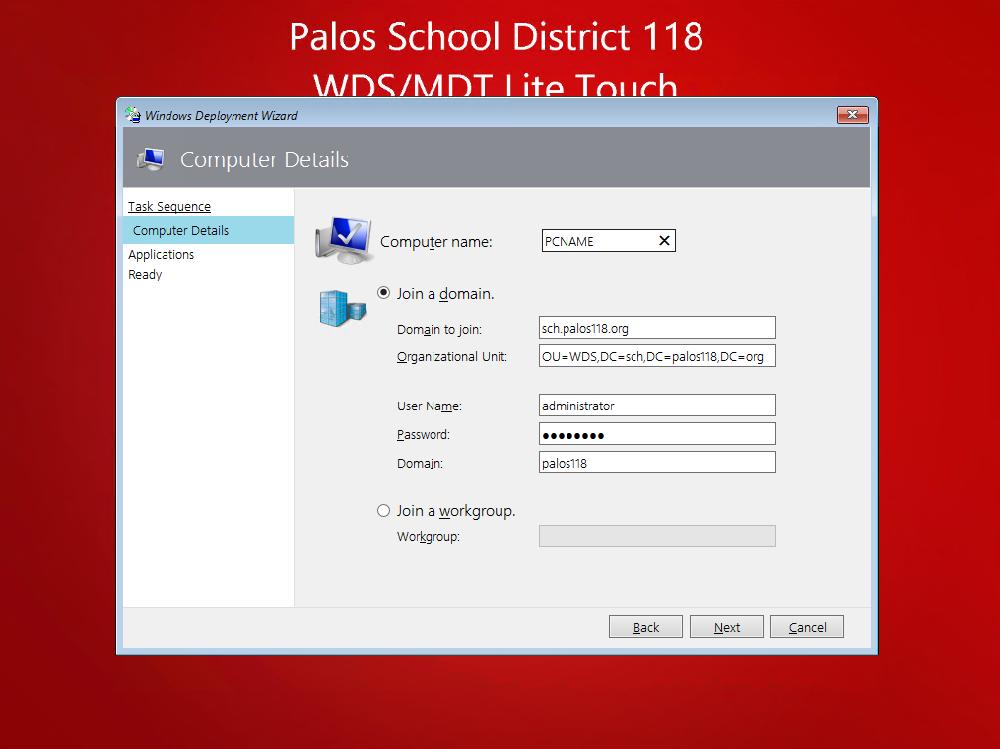 Palos School District 118
WDS/MDT Lite Touch
Windows Deployment Wizard
Computer Details
Task Sequence
Computer Details
Applications
Ready
Computer name: PCNAME
Join a domain.
Domain to join: sch.palos118.org
Organizational Unit: OU=WDS,DC=sch,DC=palos118,DC=org
User Name: administrator
Password: ●●●●●●●●
Domain: palos118
Join a workgroup.
Workgroup:
Back Next Cancel